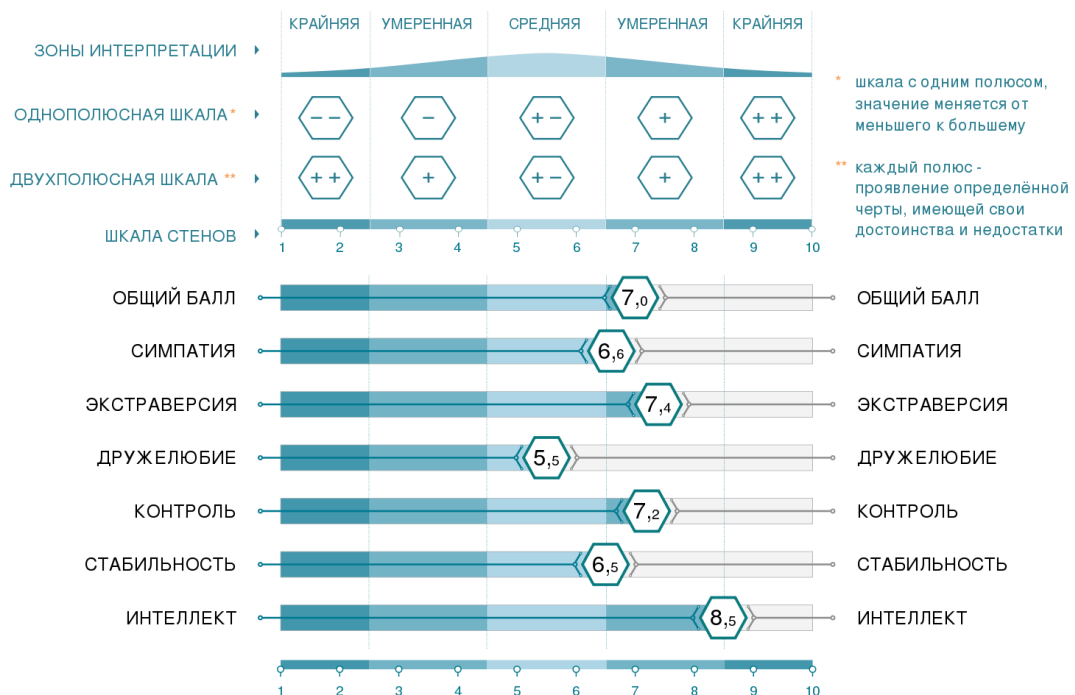 КРАЙНЯЯ УМЕРЕННАЯ СРЕДНЯЯ УМЕРЕННАЯ КРАЙНЯЯ
ЗОНЫ ИНТЕРПРЕТАЦИИ
ОДНОПОЛЮСНАЯ ШКАЛА* − − − + − + + +
ДВУХПОЛЮСНАЯ ШКАЛА ** + + + + − + + +
ШКАЛА СТЕНОВ
1 2 3 4 5 6 7 8 9 10
* шкала с одним полюсом,
значение меняется от
меньшего к большему
** каждый полюс -
проявление определённой
черты, имеющей свои
достоинства и недостатки
ОБЩИЙ БАЛЛ 7,0 ОБЩИЙ БАЛЛ
СИМПАТИЯ 6,6 СИМПАТИЯ
ЭКСТРАВЕРСИЯ 7,4 ЭКСТРАВЕРСИЯ
ДРУЖЕЛЮБИЕ 5,5 ДРУЖЕЛЮБИЕ
КОНТРОЛЬ 7,2 КОНТРОЛЬ
СТАБИЛЬНОСТЬ 6,5 СТАБИЛЬНОСТЬ
ИНТЕЛЛЕКТ 8,5 ИНТЕЛЛЕКТ
1 2 3 4 5 6 7 8 9 10